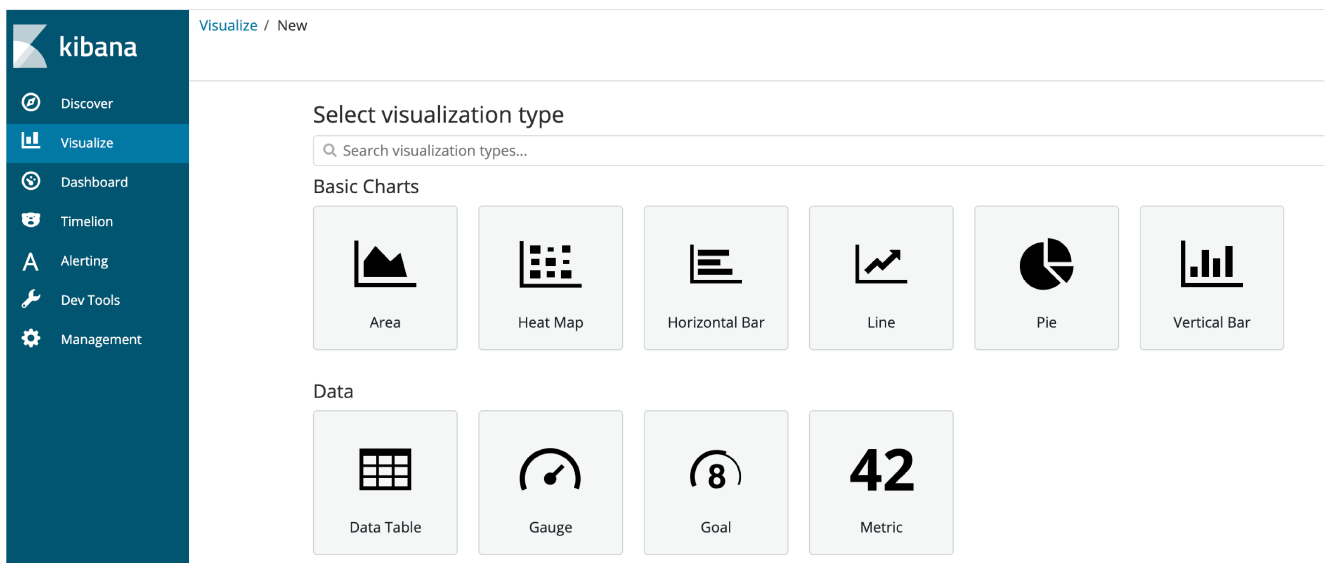 kibana
Discover
Visualize
Dashboard
Timelion
Alerting
Dev Tools
Management
Visualize / New
Select visualization type
Search visualization types...
Basic Charts
Area
Heat Map
Horizontal Bar
Line
Pie
Vertical Bar
Data
8
42
Data Table
Gauge
Goal
Metric